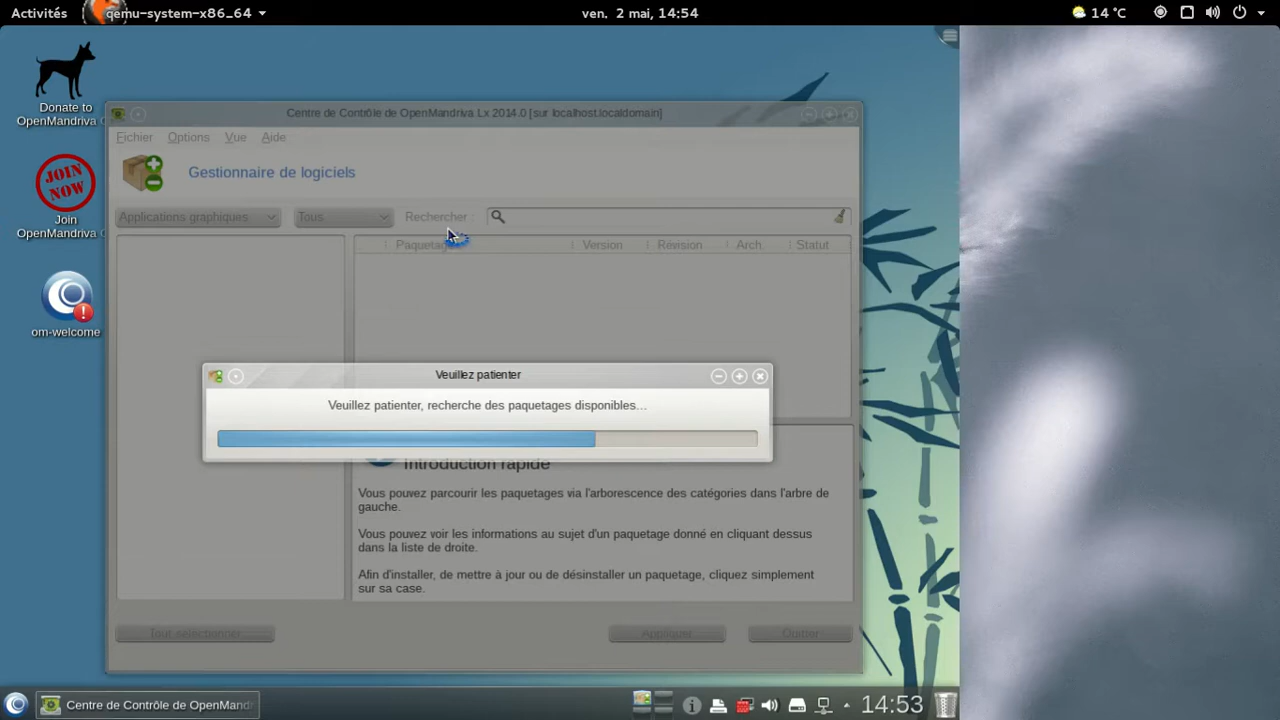 Activités
qemu-system-x86_64
ven. 2 mai, 14:54
14 °C
Donate to
OpenMandriva
JOIN
NOW
Join
OpenMandriva
om-welcome
Centre de Contrôle de OpenMandriva Lx 2014.0 [sur localhost.localdomain]
Fichier Options Vue Aide
Gestionnaire de logiciels
Applications graphiques
Tous
Rechercher :
Version Révision Arch. Statut
Veuillez patienter
Veuillez patienter, recherche des paquetages disponibles...
Introduction rapide
Vous pouvez parcourir les paquetages via l'arborescence des catégories dans l'arbre de
gauche.
Vous pouvez voir les informations au sujet d'un paquetage donné en cliquant dessus
dans la liste de droite.
Afin d'installer, de mettre à jour ou de désinstaller un paquetage, cliquez simplement
sur sa case.
Tout sélectionner
Appliquer
Quitter
Centre de Contrôle de OpenMandr
14:53